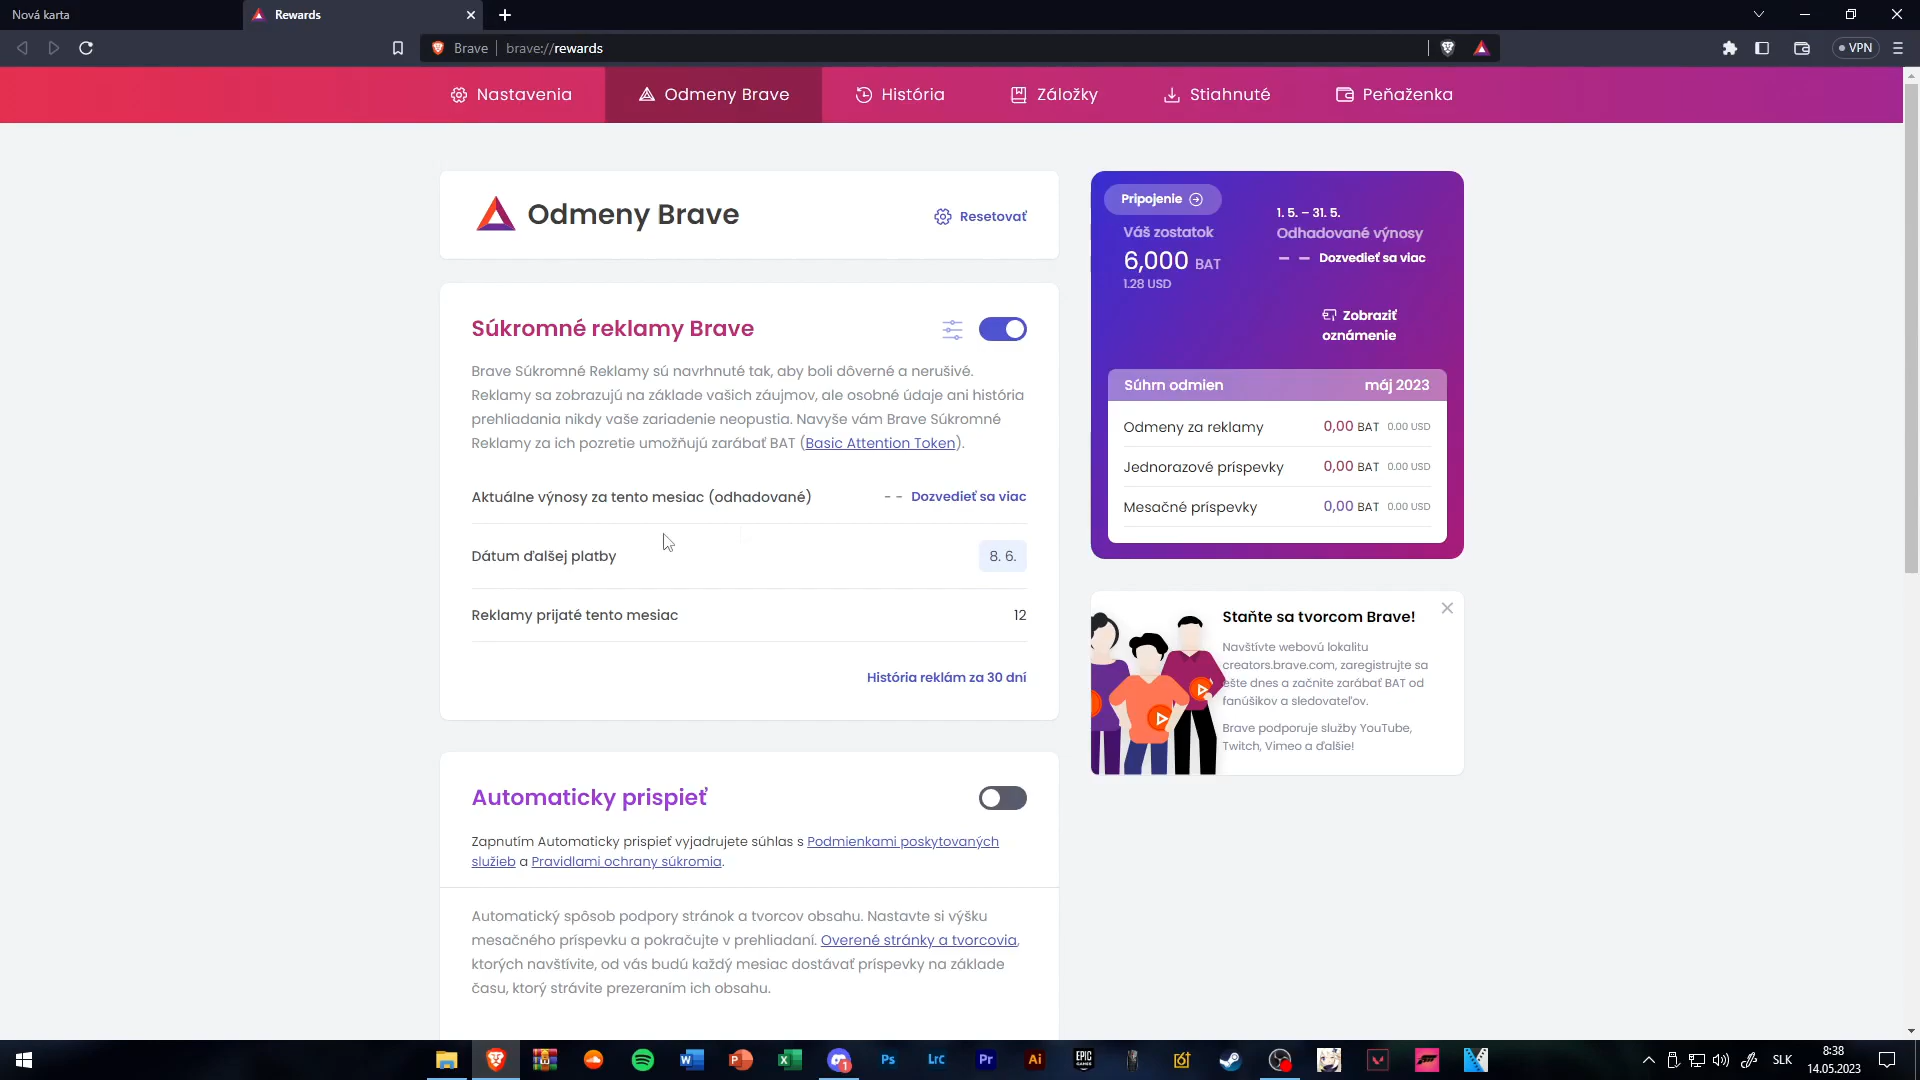 Nová karta
Rewards
Brave
brave://rewards
VPN
Nastavenia
Odmeny Brave
História
Záložky
Stiahnuté
Peňaženka
Odmeny Brave
Resetovať
Súkromné reklamy Brave
Brave Súkromné Reklamy sú navrhnuté tak, aby boli dôverné a nerušivé.
Reklamy sa zobrazujú na základe vašich záujmov, ale osobné údaje ani história
prehliadania nikdy vaše zariadenie neopustia. Navyše vám Brave Súkromné
Reklamy za ich pozretie umožňujú zarábať BAT (Basic Attention Token).
Aktuálne výnosy za tento mesiac (odhadované)
- - Dozvedieť sa viac
Dátum ďalšej platby
8. 6.
Reklamy prijaté tento mesiac
12
História reklám za 30 dní
Automaticky prispieť
Zapnutím Automaticky prispieť vyjadrujete súhlas s Podmienkami poskytovaných
služieb a Pravidlami ochrany súkromia.
Automatický spôsob podpory stránok a tvorcov obsahu. Nastavte si výšku
mesačného príspevku a pokračujte v prehliadaní. Overené stránky a tvorcovia,
ktorých navštívite, od vás budú každý mesiac dostávať príspevky na základe
času, ktorý strávite prezeraním ich obsahu.
Pripojenie
Váš zostatok
6,000 BAT
1.28 USD
1. 5. – 31. 5.
Odhadované výnosy
– – Dozvedieť sa viac
Zobraziť
oznámenie
Súhrn odmien
máj 2023
Odmeny za reklamy
0,00 BAT 0.00 USD
Jednorazové príspevky
0,00 BAT 0.00 USD
Mesačné príspevky
0,00 BAT 0.00 USD
Staňte sa tvorcom Brave!
Navštívte webovú lokalitu
creators.brave.com, zaregistrujte sa
ešte dnes a začnite zarábať BAT od
fanúšikov a sledovateľov.
Brave podporuje služby YouTube,
Twitch, Vimeo a ďalšie!
Ps
Lrc
Pr
Ai
EPIC
GAMES
1
SLK
8:38
14.05.2023